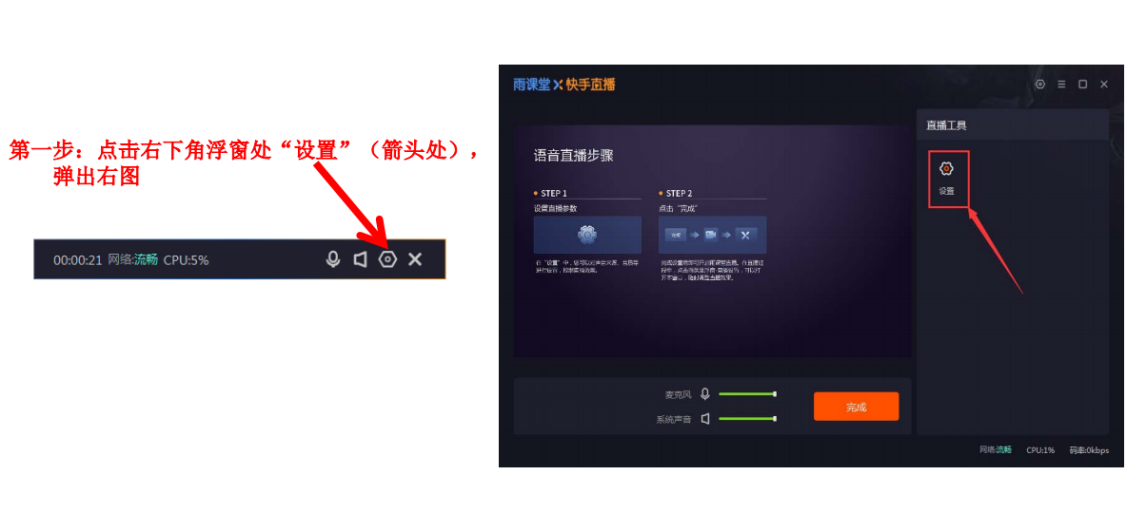 第一步：点击右下角浮窗处“设置”（箭头处），
弹出右图
00:00:21 网络:流畅 CPU:5%
雨课堂 X 快手直播
直播工具
设置
语音直播步骤
STEP 1
设置直播参数
STEP 2
点击“完成”
麦克风
系统声音
完成
网络:流畅 CPU:1% 码率:0kbps